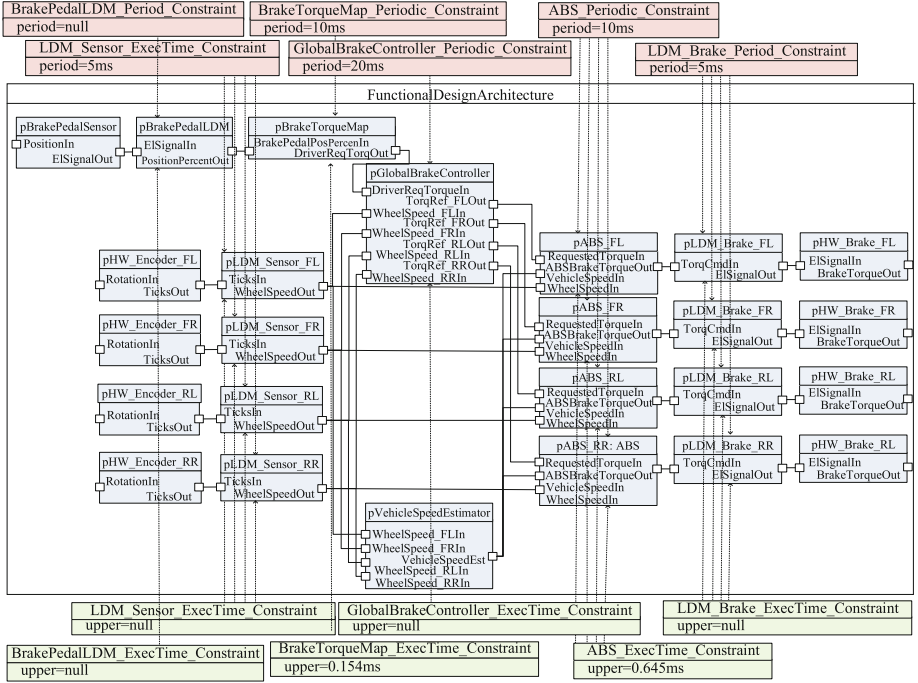 BrakePedalLDM_Period_Constraint
period=null
BrakeTorqueMap_Periodic_Constraint
period=10ms
ABS_Periodic_Constraint
period=10ms
LDM_Sensor_ExecTime_Constraint
period=5ms
GlobalBrakeController_Periodic_Constraint
period=20ms
LDM_Brake_Period_Constraint
period=5ms
FunctionalDesignArchitecture
pBrakePedalSensor
PositionIn
ElSignalOut
pBrakePedalLDM
ElSignalIn
PositionPercentOut
pBrakeTorqueMap
BrakePedalPosPercenIn
DriverReqTorqOut
pGlobalBrakeController
DriverReqTorqueIn
TorqRef_FLOut
WheelSpeed_FLIn
TorqRef_FROut
WheelSpeed_FRIn
TorqRef_RLOut
WheelSpeed_RLIn
TorqRef_RROut
WheelSpeed_RRIn
pHW_Encoder_FL
RotationIn
TicksOut
pLDM_Sensor_FL
TicksIn
WheelSpeedOut
pABS_FL
RequestedTorqueIn
ABSBrakeTorqueOut
VehicleSpeedIn
WheelSpeedIn
pLDM_Brake_FL
TorqCmdIn
ElSignalOut
pHW_Brake_FL
ElSignalIn
BrakeTorqueOut
pHW_Encoder_FR
RotationIn
TicksOut
pLDM_Sensor_FR
TicksIn
WheelSpeedOut
pABS_FR
RequestedTorqueIn
ABSBrakeTorqueOut
VehicleSpeedIn
WheelSpeedIn
pLDM_Brake_FR
TorqCmdIn
ElSignalOut
pHW_Brake_FR
ElSignalIn
BrakeTorqueOut
pHW_Encoder_RL
RotationIn
TicksOut
pLDM_Sensor_RL
TicksIn
WheelSpeedOut
pABS_RL
RequestedTorqueIn
ABSBrakeTorqueOut
VehicleSpeedIn
WheelSpeedIn
pLDM_Brake_RL
TorqCmdIn
ElSignalOut
pHW_Brake_RL
ElSignalIn
BrakeTorqueOut
pHW_Encoder_RR
RotationIn
TicksOut
pLDM_Sensor_RR
TicksIn
WheelSpeedOut
pABS_RR: ABS
RequestedTorqueIn
ABSBrakeTorqueOut
VehicleSpeedIn
WheelSpeedIn
pLDM_Brake_RR
TorqCmdIn
ElSignalOut
pHW_Brake_RL
ElSignalIn
BrakeTorqueOut
pVehicleSpeedEstimator
WheelSpeed_FLIn
WheelSpeed_FRIn
VehicleSpeedEst
WheelSpeed_RLIn
WheelSpeed_RRIn
LDM_Sensor_ExecTime_Constraint
upper=null
GlobalBrakeController_ExecTime_Constraint
upper=null
LDM_Brake_ExecTime_Constraint
upper=null
BrakePedalLDM_ExecTime_Constraint
upper=null
BrakeTorqueMap_ExecTime_Constraint
upper=0.154ms
ABS_ExecTime_Constraint
upper=0.645ms